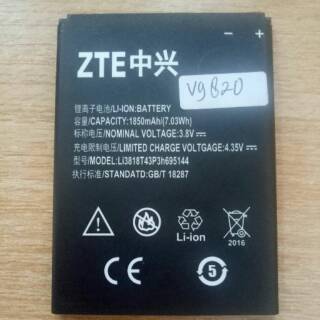 - +
ZTE中兴
V9820
锂离子电池/LI-ION:BATTERY
容量/CAPACITY:1850mAh/(7.03Wh)
标称电压/NOMINAL VOLTAGE:3.8V
充电限制电压/LIMITED CHARGE VOLTGAGE:4.35V
型号/MODEL:Li3818T43P3h695144
执行标准/STANDATD:GB/T 18287
Li-ion
2016
CE
5